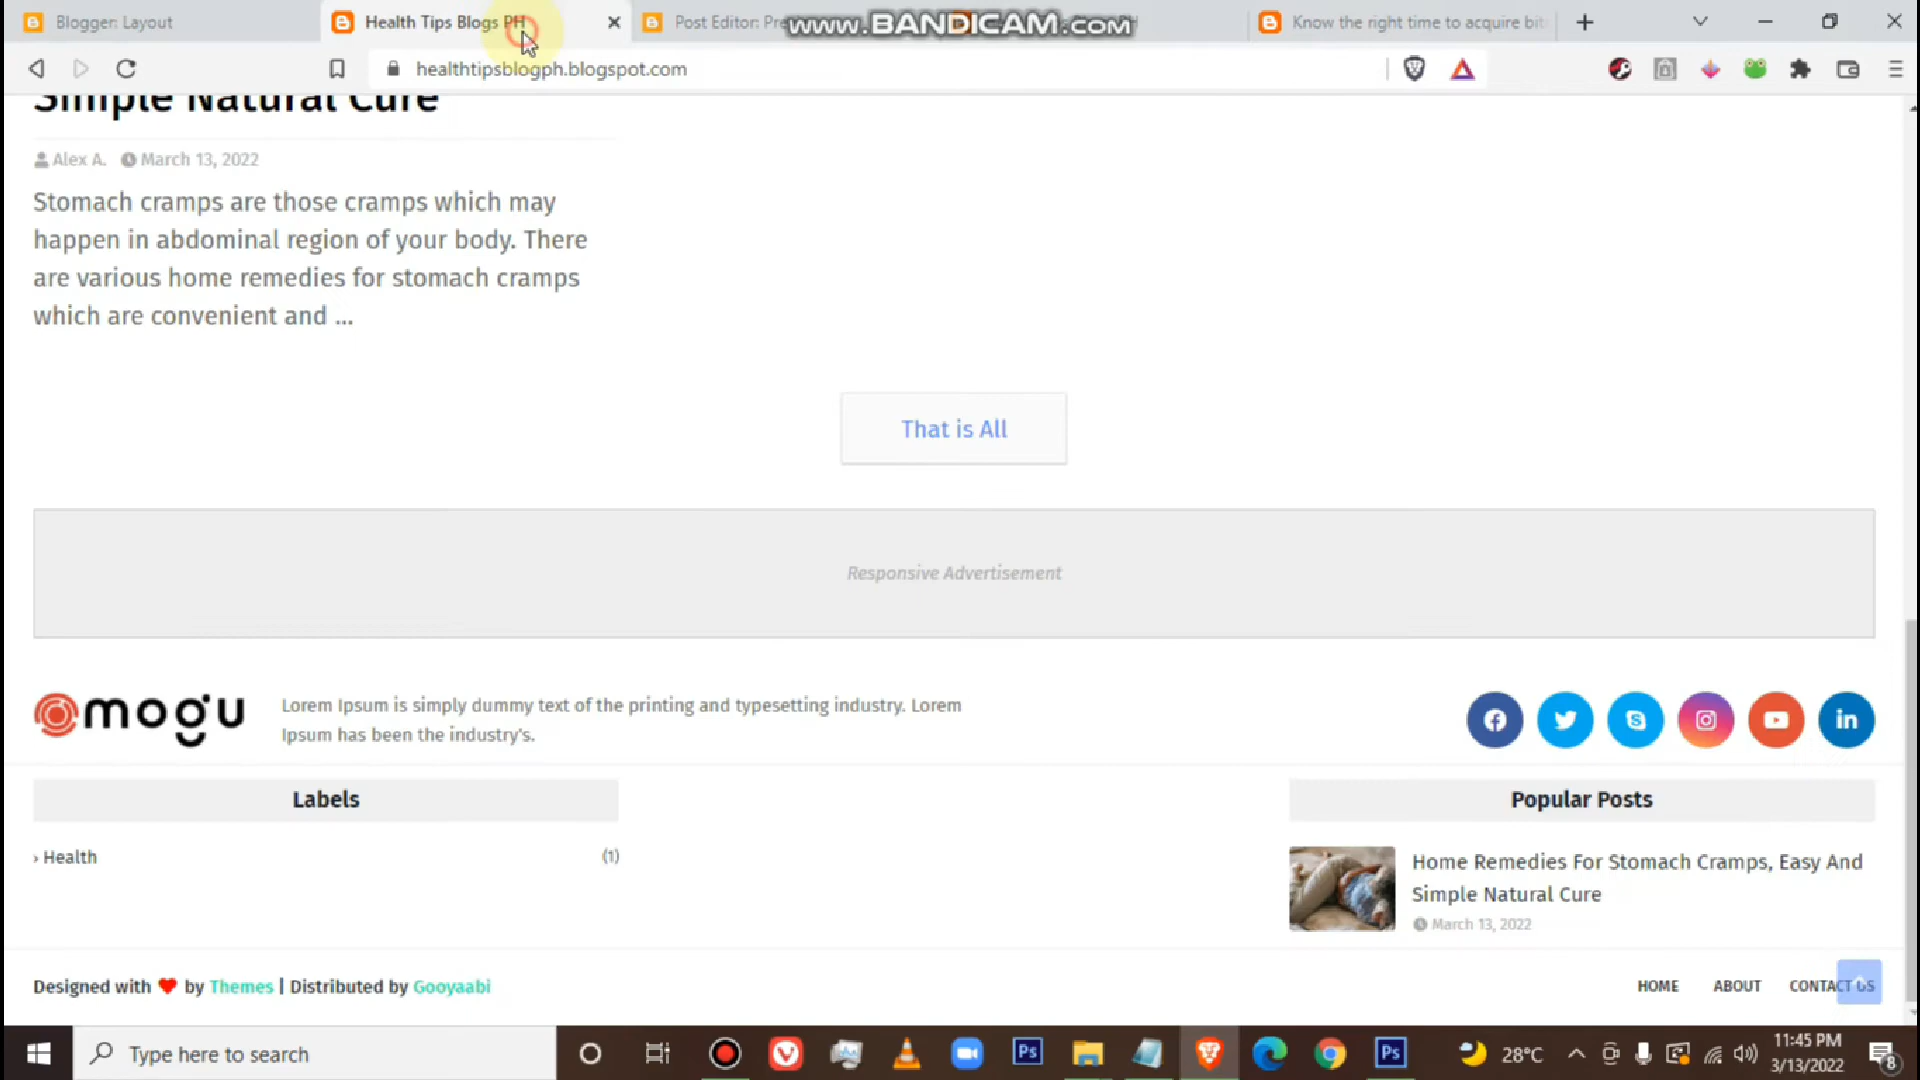 Blogger: Layout
Health Tips Blogs PH
Post Editor: Pre
www.BANDICAM.com
Know the right time to acquire bit
healthtipsblogph.blogspot.com
Simple Natural Cure
Alex A. March 13, 2022
Stomach cramps are those cramps which may
happen in abdominal region of your body. There
are various home remedies for stomach cramps
which are convenient and ...
That is All
Responsive Advertisement
mogu
Lorem Ipsum is simply dummy text of the printing and typesetting industry. Lorem
Ipsum has been the industry's.
Labels
› Health (1)
Popular Posts
Home Remedies For Stomach Cramps, Easy And
Simple Natural Cure
March 13, 2022
Designed with ❤ by Themes | Distributed by Gooyaabi
HOME ABOUT CONTACT US
Type here to search
Ps
Ps
28°C
11:45 PM
3/13/2022
8